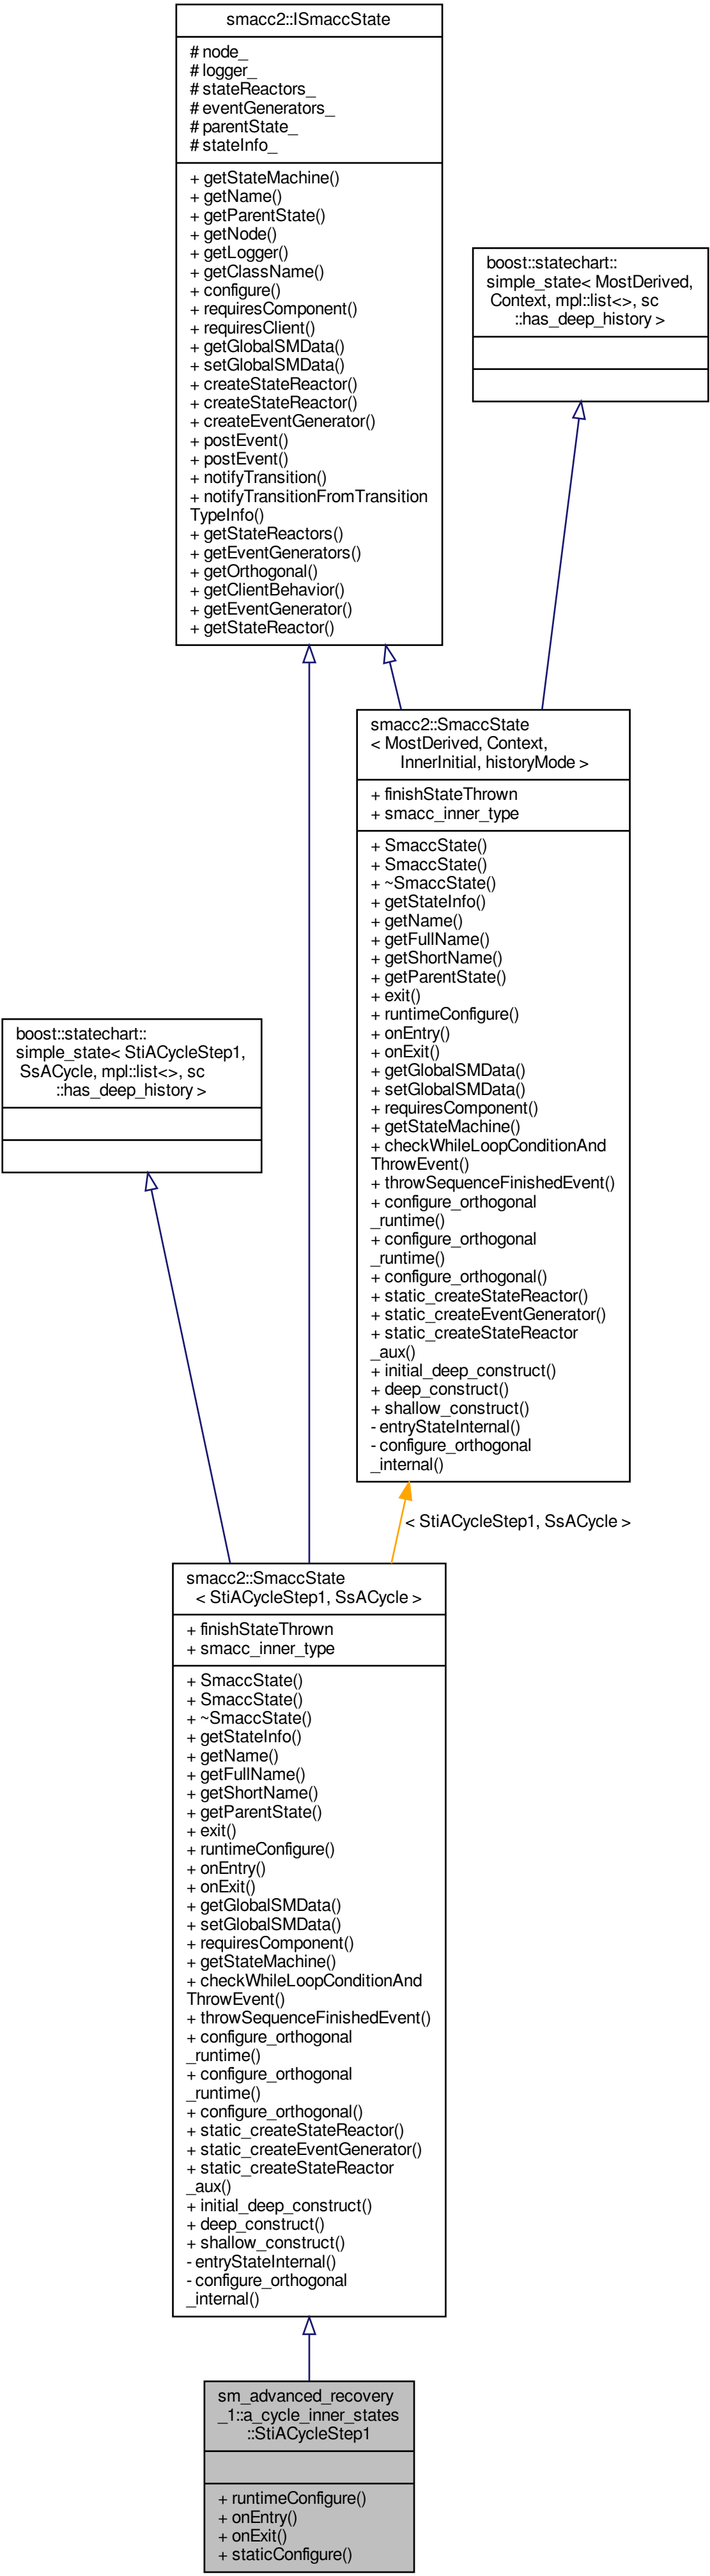 smacc2::ISmaccState
# node_
# logger_
# stateReactors_
# eventGenerators_
# parentState_
# stateInfo_
+ getStateMachine()
+ getName()
+ getParentState()
+ getNode()
+ getLogger()
+ getClassName()
+ configure()
+ requiresComponent()
+ requiresClient()
+ getGlobalSMData()
+ setGlobalSMData()
+ createStateReactor()
+ createStateReactor()
+ createEventGenerator()
+ postEvent()
+ postEvent()
+ notifyTransition()
+ notifyTransitionFromTransition
TypeInfo()
+ getStateReactors()
+ getEventGenerators()
+ getOrthogonal()
+ getClientBehavior()
+ getEventGenerator()
+ getStateReactor()
boost::statechart::
simple_state< MostDerived,
Context, mpl::list<>, sc
::has_deep_history >
smacc2::SmaccState
< MostDerived, Context,
InnerInitial, historyMode >
+ finishStateThrown
+ smacc_inner_type
+ SmaccState()
+ SmaccState()
+ ~SmaccState()
+ getStateInfo()
+ getName()
+ getFullName()
+ getShortName()
+ getParentState()
+ exit()
+ runtimeConfigure()
+ onEntry()
+ onExit()
+ getGlobalSMData()
+ setGlobalSMData()
+ requiresComponent()
+ getStateMachine()
+ checkWhileLoopConditionAnd
ThrowEvent()
+ throwSequenceFinishedEvent()
+ configure_orthogonal
_runtime()
+ configure_orthogonal
_runtime()
+ configure_orthogonal()
+ static_createStateReactor()
+ static_createEventGenerator()
+ static_createStateReactor
_aux()
+ initial_deep_construct()
+ deep_construct()
+ shallow_construct()
- entryStateInternal()
- configure_orthogonal
_internal()
boost::statechart::
simple_state< StiACycleStep1,
SsACycle, mpl::list<>, sc
::has_deep_history >
< StiACycleStep1, SsACycle >
smacc2::SmaccState
< StiACycleStep1, SsACycle >
+ finishStateThrown
+ smacc_inner_type
+ SmaccState()
+ SmaccState()
+ ~SmaccState()
+ getStateInfo()
+ getName()
+ getFullName()
+ getShortName()
+ getParentState()
+ exit()
+ runtimeConfigure()
+ onEntry()
+ onExit()
+ getGlobalSMData()
+ setGlobalSMData()
+ requiresComponent()
+ getStateMachine()
+ checkWhileLoopConditionAnd
ThrowEvent()
+ throwSequenceFinishedEvent()
+ configure_orthogonal
_runtime()
+ configure_orthogonal
_runtime()
+ configure_orthogonal()
+ static_createStateReactor()
+ static_createEventGenerator()
+ static_createStateReactor
_aux()
+ initial_deep_construct()
+ deep_construct()
+ shallow_construct()
- entryStateInternal()
- configure_orthogonal
_internal()
sm_advanced_recovery
_1::a_cycle_inner_states
::StiACycleStep1
+ runtimeConfigure()
+ onEntry()
+ onExit()
+ staticConfigure()